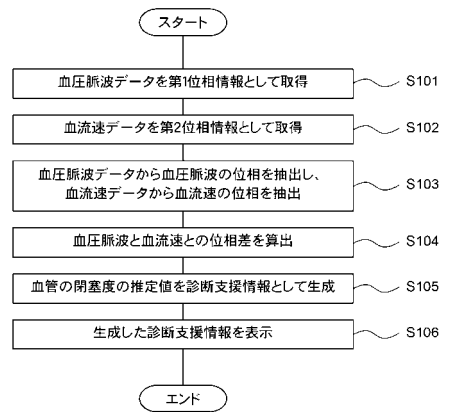 スタート
血圧脈波データを第1位相情報として取得
S101
血流速データを第2位相情報として取得
S102
血圧脈波データから血圧脈波の位相を抽出し、
血流速データから血流速の位相を抽出
S103
血圧脈波と血流速との位相差を算出
S104
血管の閉塞度の推定値を診断支援情報として生成
S105
生成した診断支援情報を表示
S106
エンド